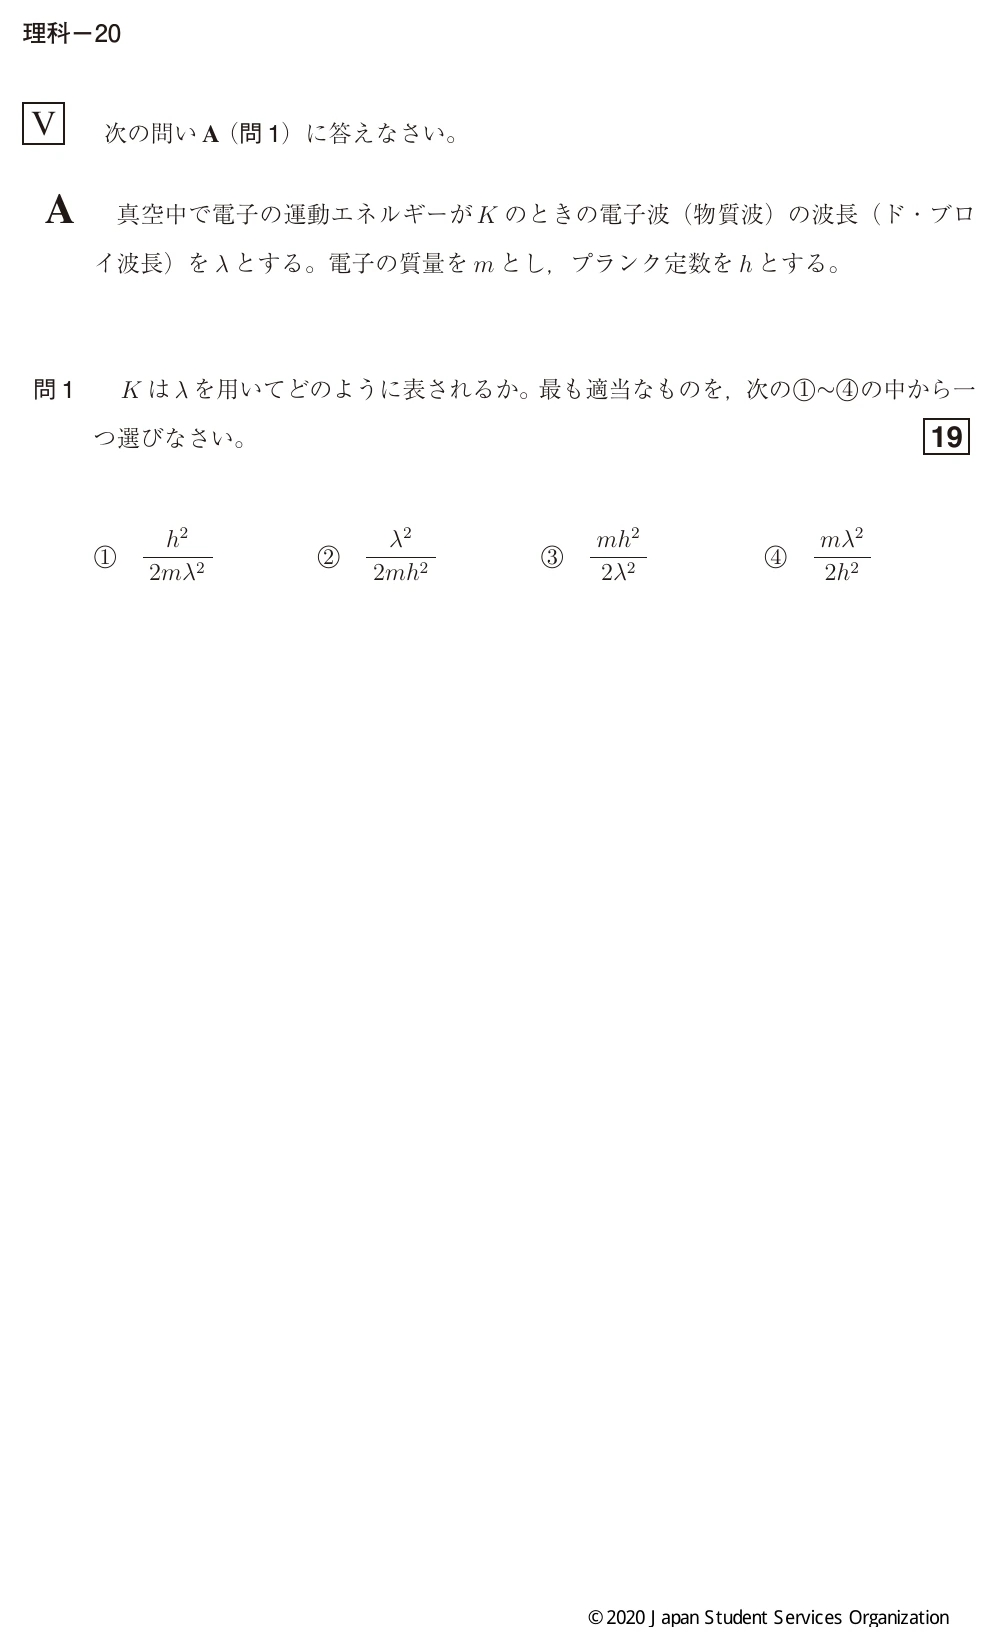 理科－20
V 次の問い A（問 1）に答えなさい。
A 真空中で電子の運動エネルギーが K のときの電子波（物質波）の波長（ド・ブロ
イ波長）を λ とする。電子の質量を m とし，プランク定数を h とする。
問 1 K は λ を用いてどのように表されるか。最も適当なものを，次の①～④の中から一
つ選びなさい。 19
① h² / 2mλ² ② λ² / 2mh² ③ mh² / 2λ² ④ mλ² / 2h²
© 2020 Japan Student Services Organization